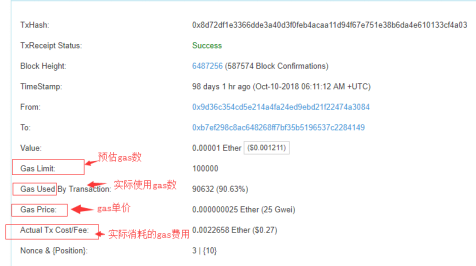 TxHash: 0x8d72df1e3366dde3a40d3f0feb4acaa11d94f67e751e38b6da4e610133cf4a03
TxReceipt Status: Success
Block Height: 6487256 (587574 Block Confirmations)
TimeStamp: 98 days 1 hr ago (Oct-10-2018 06:11:12 AM +UTC)
From: 0x9d36c354cd5e214a4fa24ed9ebd21f22474a3084
To: 0xb7ef298c8ac648268ff7bf35b5196537c2284149
Value: 0.00001 Ether ($0.001211)
预估gas数
Gas Limit: 100000
Gas Used By Transaction: 实际使用gas数 90632 (90.63%)
Gas Price: gas单价 0.000000025 Ether (25 Gwei)
Actual Tx Cost/Fee: 实际消耗的gas费用 0.0022658 Ether ($0.27)
Nonce & {Position}: 3 | {10}